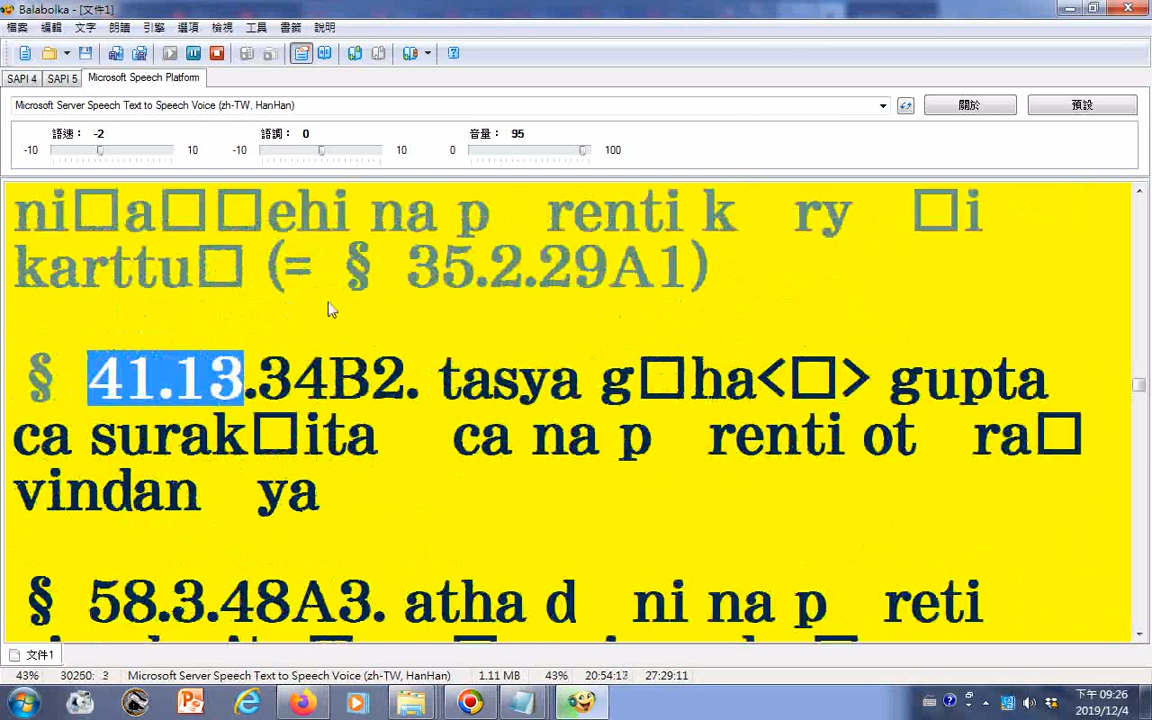 Balabolka - [文件1]
檔案 編輯 文字 朗讀 引擎 選項 檢視 工具 書籤 說明
SAPI 4 SAPI 5 Microsoft Speech Platform
Microsoft Server Speech Text to Speech Voice (zh-TW, HanHan) 關於 預設
語速： -2 語調： 0 音量： 95
-10 10 -10 10 0 100
ni□a□□ehi na p renti k ry □i
karttu□ (= § 35.2.29A1)
§ 41.13.34B2. tasya g□ha<□> gupta
ca surak□ita ca na p renti ot ra□
vindan ya
§ 58.3.48A3. atha d ni na p reti
文件1
43% Microsoft Server Speech Text to Speech Voice (zh-TW, HanHan) 1.11 MB 43% 20:54:13 27:29:11
下午 09:26
2019/12/4